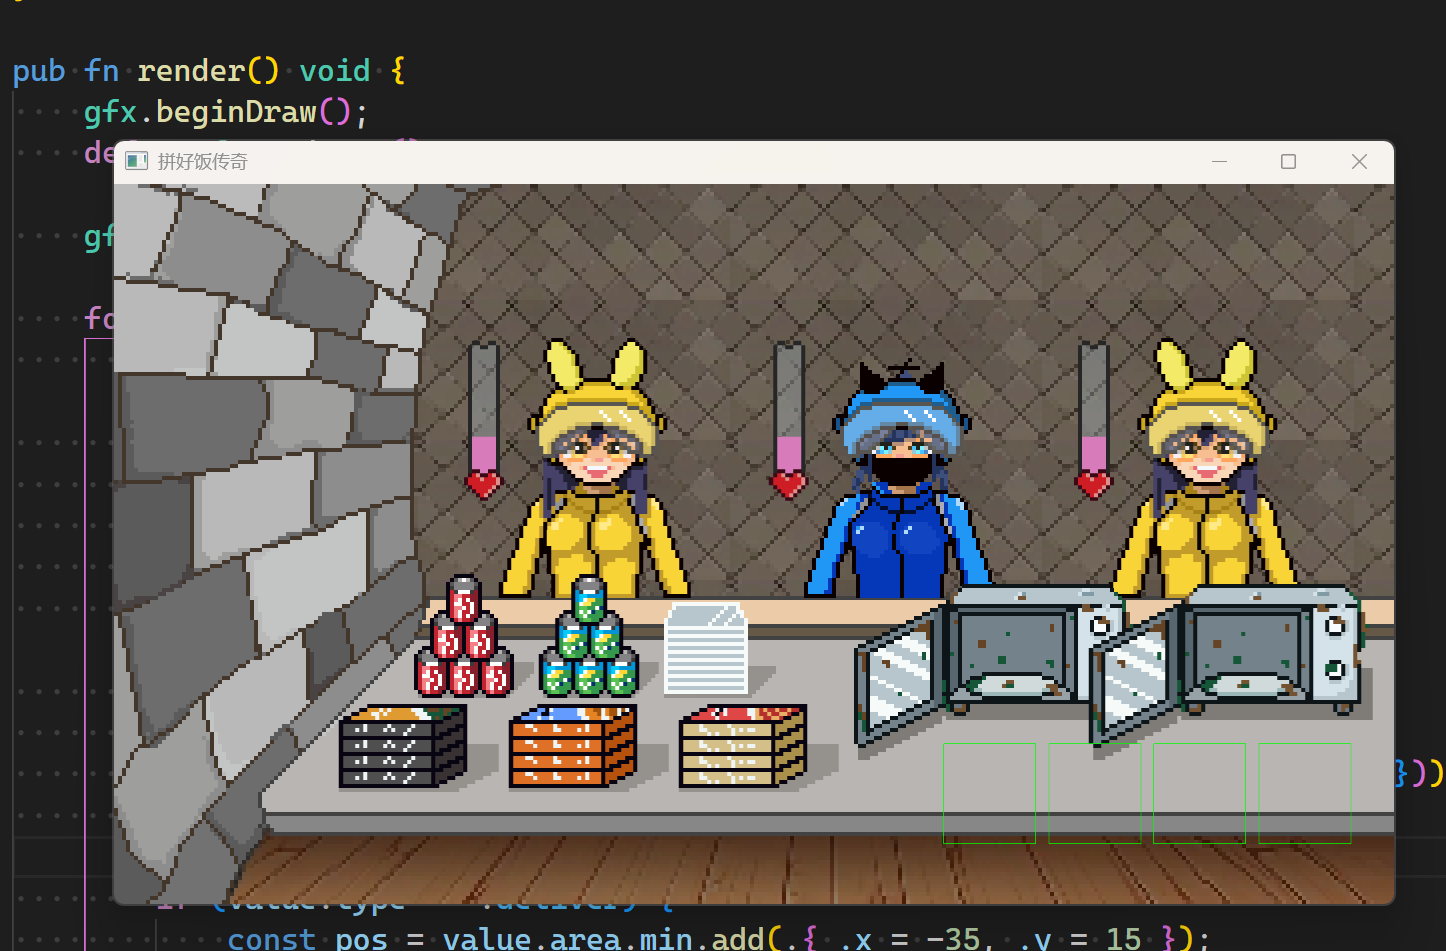 pub fn render() void {
gfx.beginDraw();
de
拼好饭传奇
gf
fo
}))
const pos = value.area.min.add(.{ .x = -35, .y = 15 });